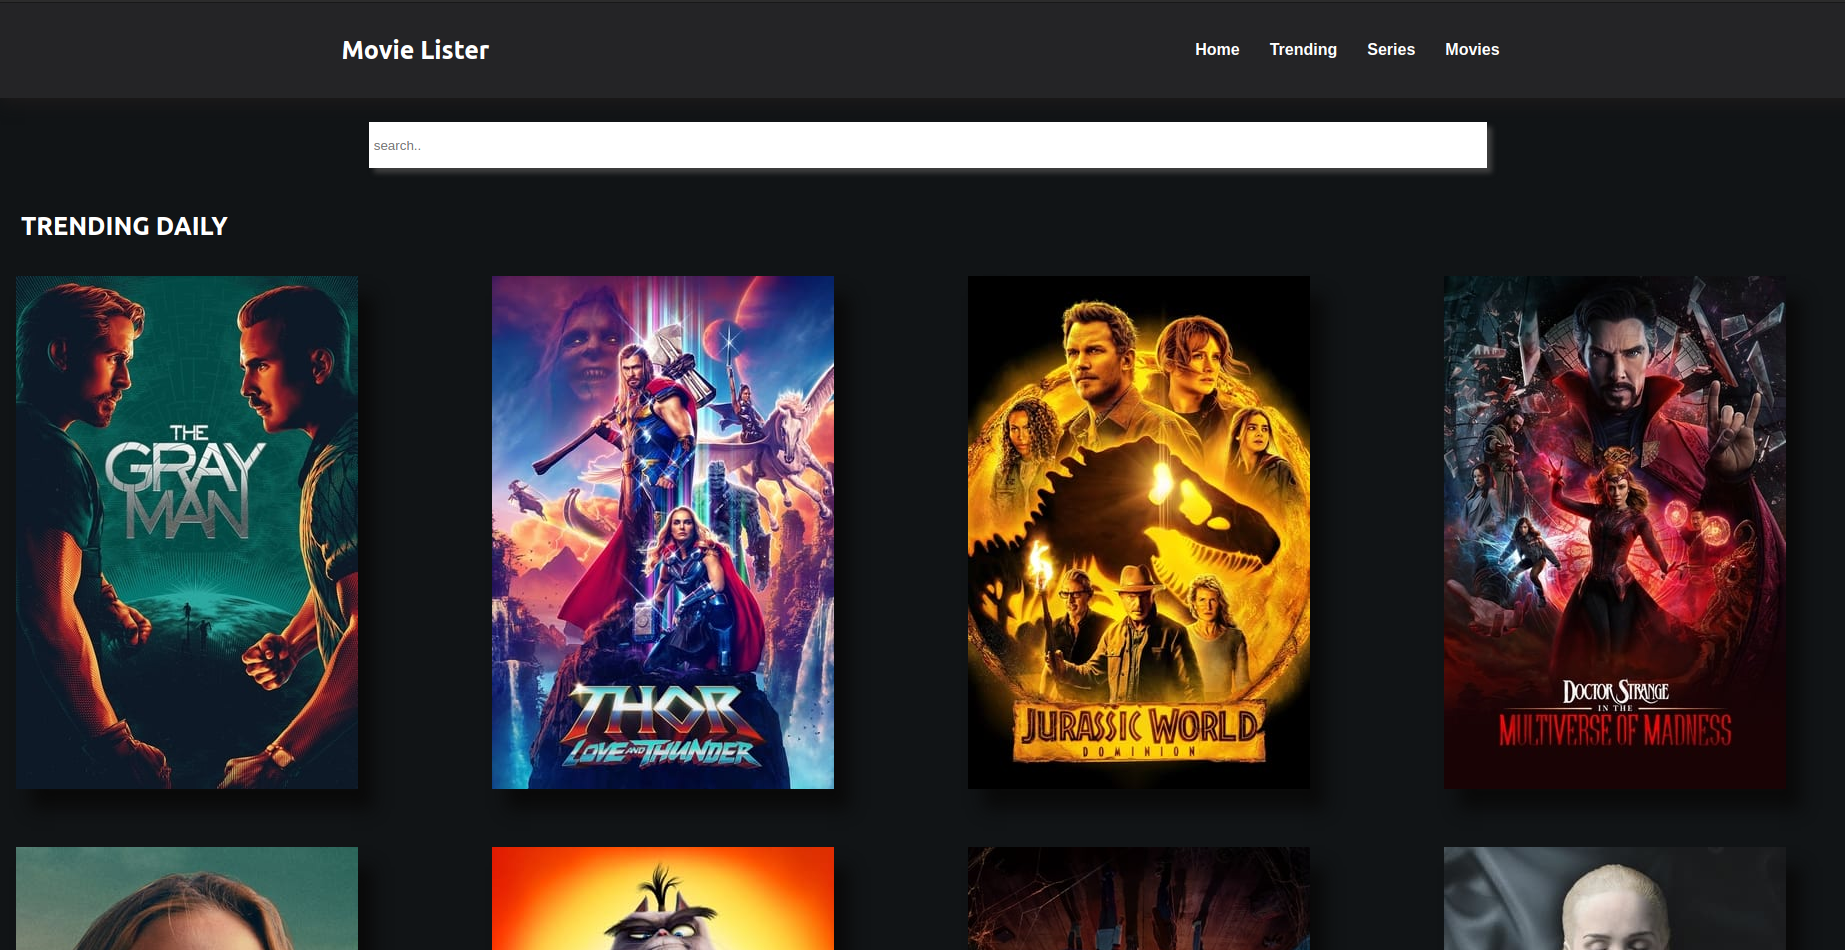 Movie Lister
Home Trending Series Movies
search..
TRENDING DAILY
THE
GRAY
MAN
THOR
LOVE AND THUNDER
JURASSIC WORLD
DOMINION
DOCTOR STRANGE
IN THE
MULTIVERSE OF MADNESS